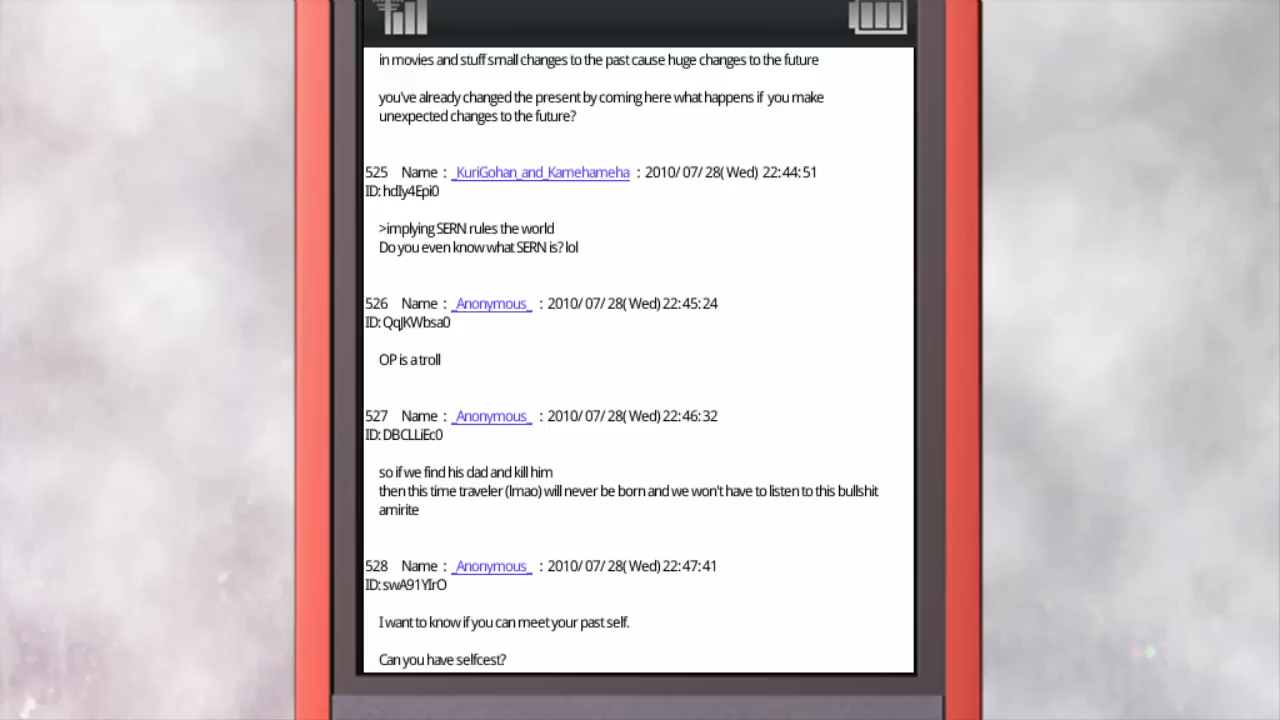 in movies and stuff small changes to the past cause huge changes to the future
you've already changed the present by coming here what happens if you make
unexpected changes to the future?
525 Name : _KuriGohan_and_Kamehameha : 2010/07/28(Wed) 22:44:51
ID: hdIy4Epi0
>implying SERN rules the world
Do you even know what SERN is? lol
526 Name : _Anonymous_ : 2010/07/28(Wed) 22:45:24
ID: QqJKWbsa0
OP is a troll
527 Name : _Anonymous_ : 2010/07/28(Wed) 22:46:32
ID: DBCLLiEc0
so if we find his dad and kill him
then this time traveler (lmao) will never be born and we won't have to listen to this bullshit
amirite
528 Name : _Anonymous_ : 2010/07/28(Wed) 22:47:41
ID: swA91YIrO
I want to know if you can meet your past self.
Can you have selfcest?